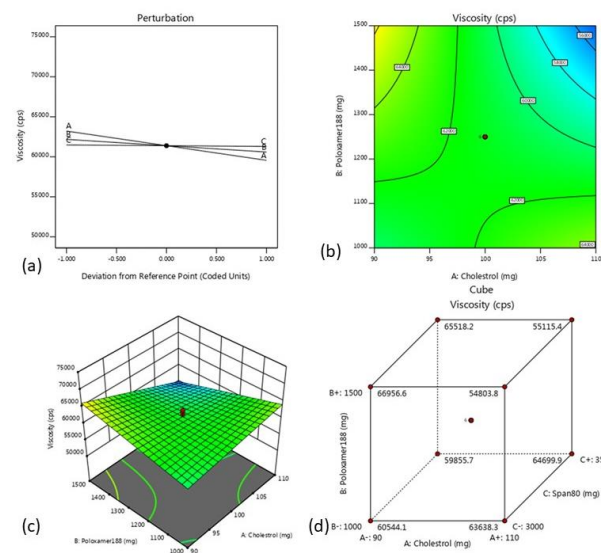 Perturbation
Viscosity (cps)
75000
70000
65000
60000
55000
50000
A
B
C
C
B
A
-1.000
-0.500
0.000
0.500
1.000
Deviation from Reference Point (Coded Units)
(a)
Viscosity (cps)
B: Poloxamer188 (mg)
1500
1400
1300
1200
1100
1000
62000
62000
90
95
100
105
110
A: Cholestrol (mg)
(b)
Viscosity (cps)
75000
70000
65000
60000
55000
50000
1500
1400
1300
1200
1100
1000
B: Poloxamer188 (mg)
110
105
100
95
90
A: Cholestrol (mg)
(c)
Cube
Viscosity (cps)
65518.2
55115.4
B+: 1500
66956.6
54803.8
B: Poloxamer188 (mg)
59855.7
64699.9
C+: 35
C: Span80 (mg)
B-: 1000
60544.1
63638.3
C-: 3000
A-: 90
A: Cholestrol (mg)
A+: 110
(d)